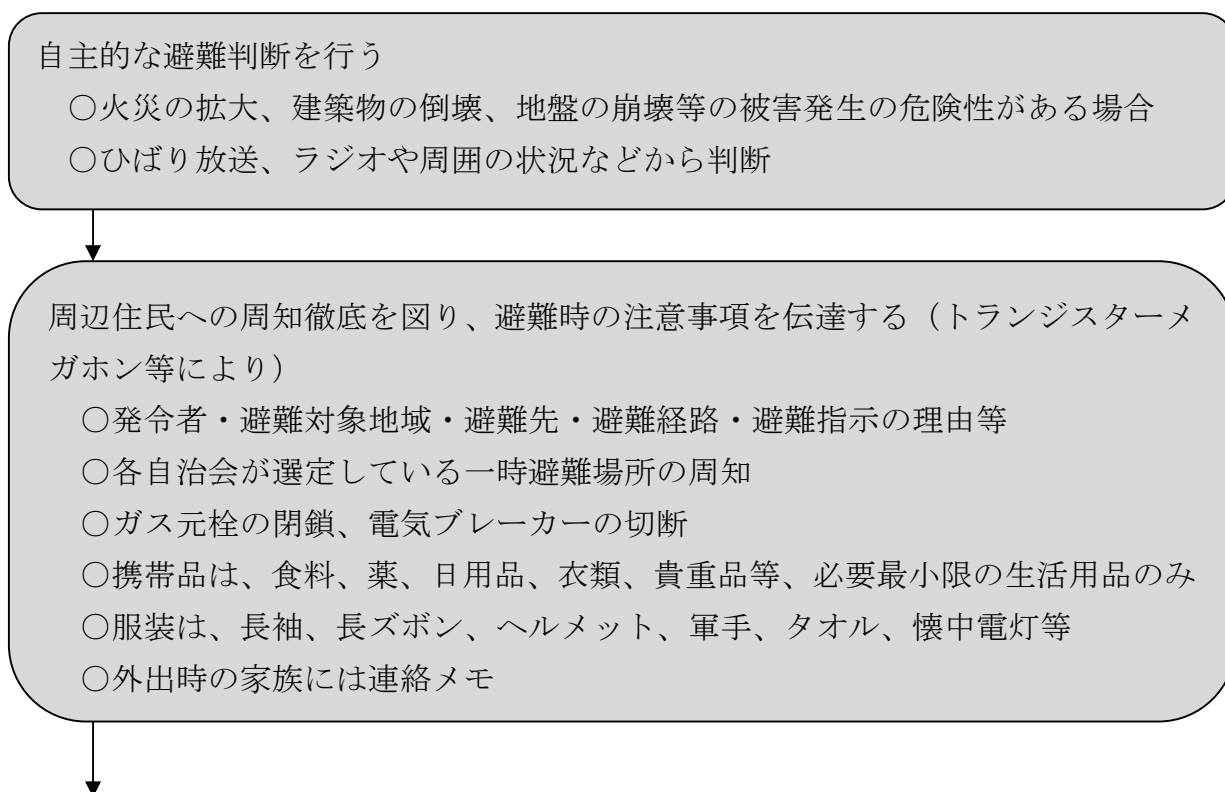 自主的な避難判断を行う
○火災の拡大、建築物の倒壊、地盤の崩壊等の被害発生の危険性がある場合
○ひばり放送、ラジオや周囲の状況などから判断
周辺住民への周知徹底を図り、避難時の注意事項を伝達する（トランジスターメ
ガホン等により）
○発令者・避難対象地域・避難先・避難経路・避難指示の理由等
○各自治会が選定している一時避難場所の周知
○ガス元栓の閉鎖、電気ブレーカーの切断
○携帯品は、食料、薬、日用品、衣類、貴重品等、必要最小限の生活用品のみ
○服装は、長袖、長ズボン、ヘルメット、軍手、タオル、懐中電灯等
○外出時の家族には連絡メモ